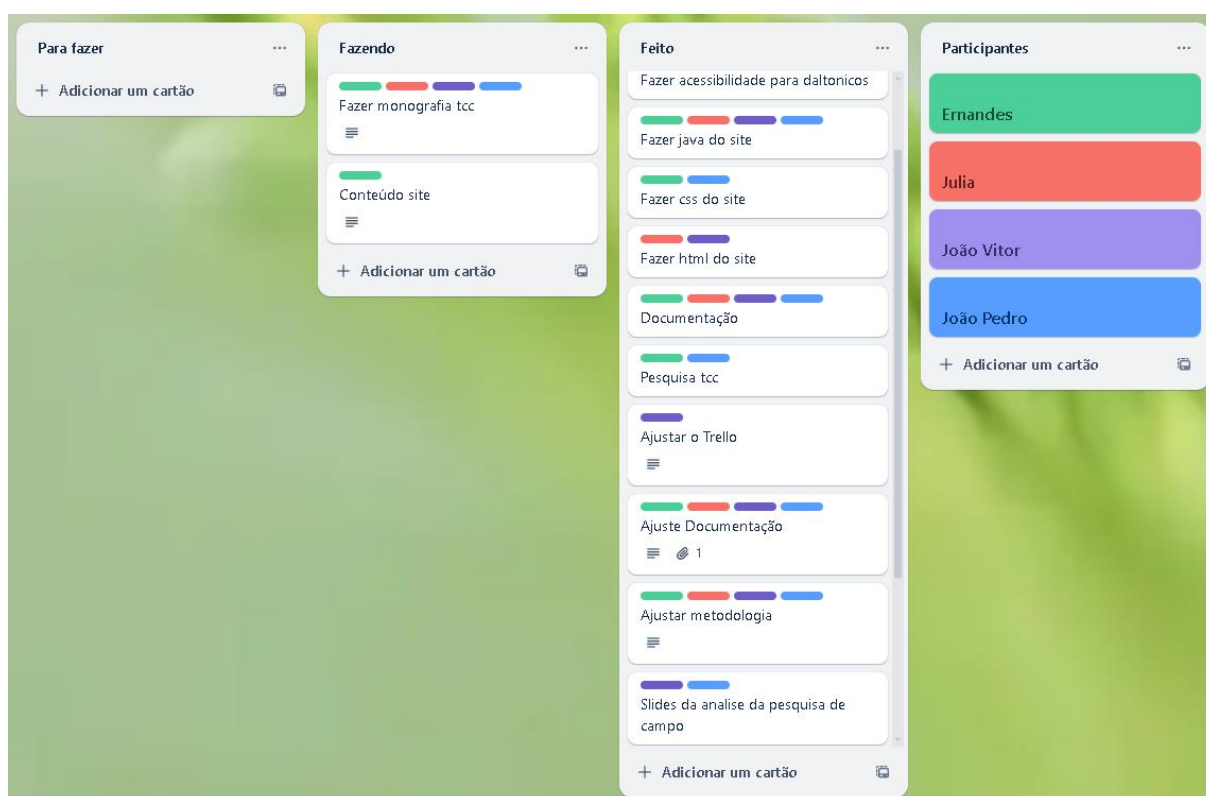 Para fazer
+ Adicionar um cartão
Fazendo
Fazer monografia tcc
Conteúdo site
+ Adicionar um cartão
Feito
Fazer acessibilidade para daltonicos
Fazer java do site
Fazer css do site
Fazer html do site
Documentação
Pesquisa tcc
Ajustar o Trello
Ajuste Documentação
1
Ajustar metodologia
Slides da analise da pesquisa de
campo
+ Adicionar um cartão
Participantes
Ernandes
Julia
João Vitor
João Pedro
+ Adicionar um cartão